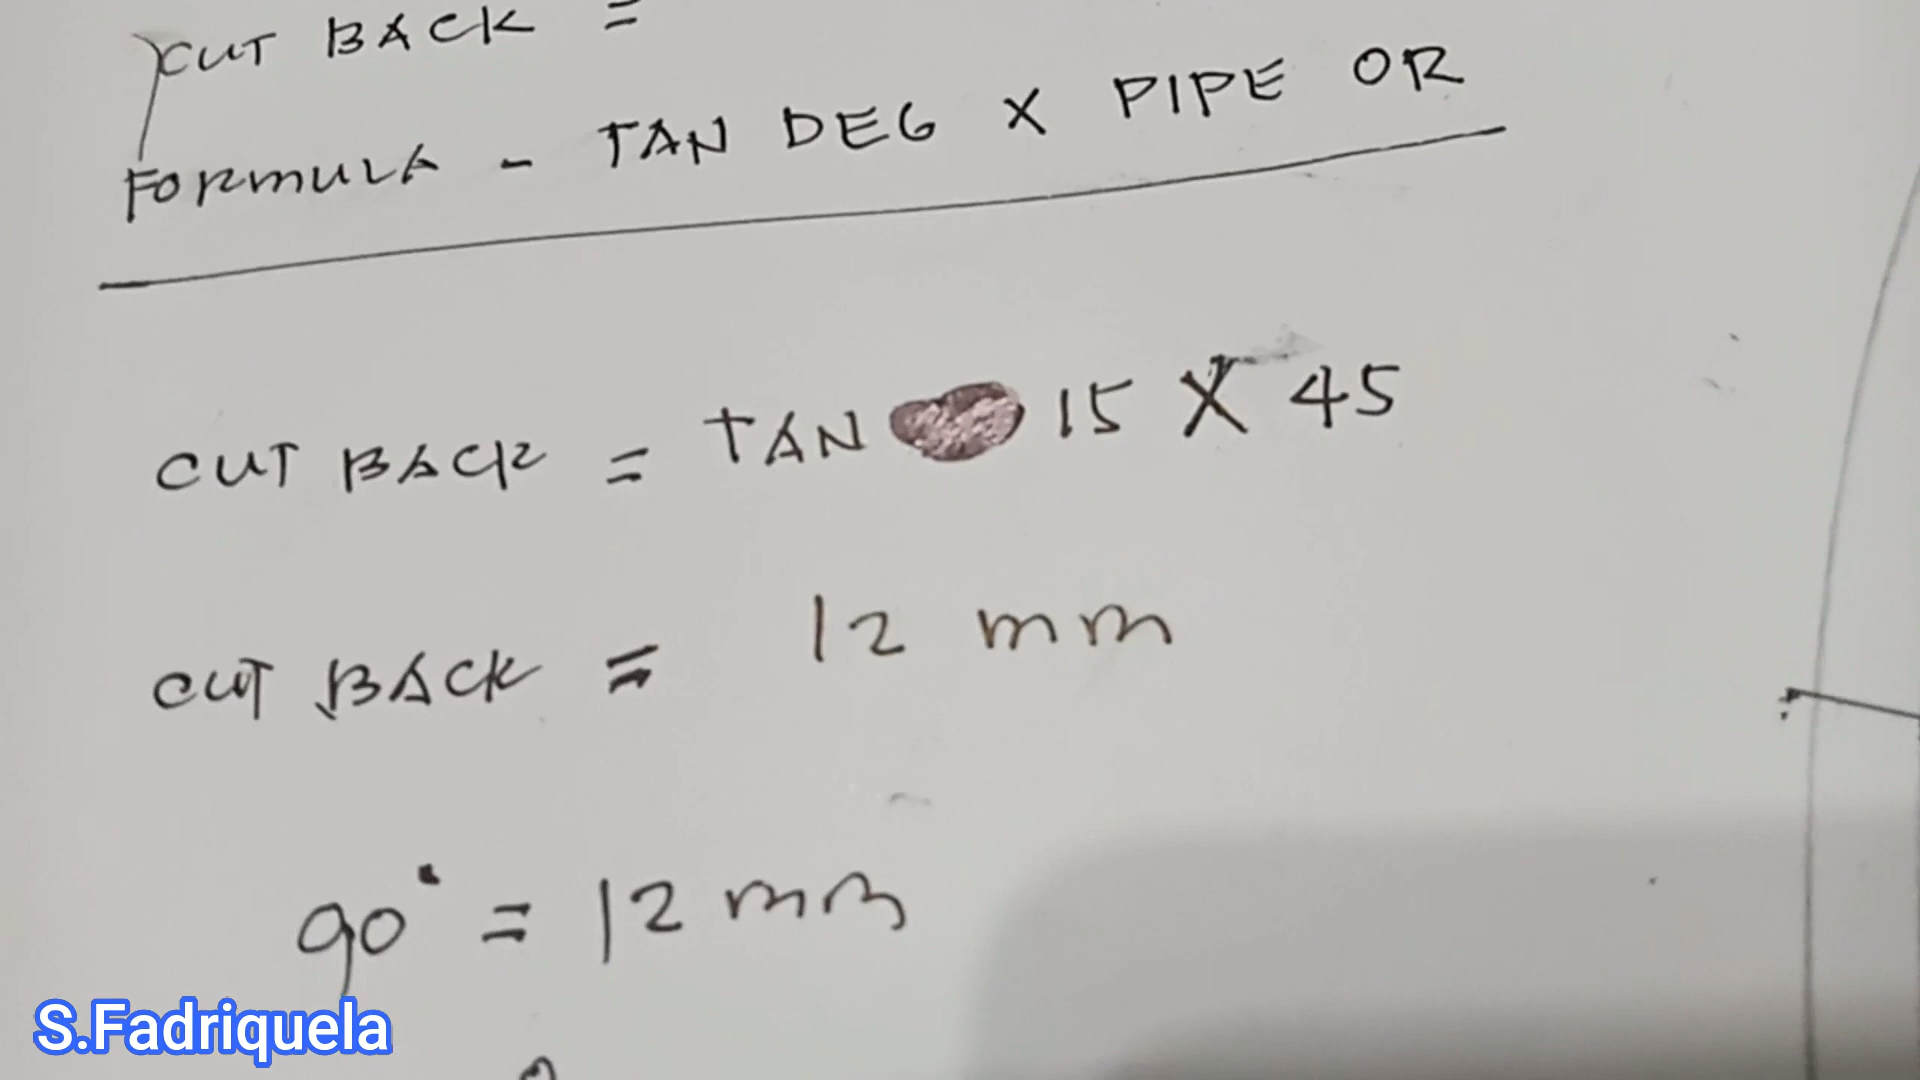 CUT BACK =
FORMULA - TAN DEG X PIPE OR
CUT BACK = TAN 15 X 45
CUT BACK = 12 mm
90° = 12 mm
S.Fadriquela